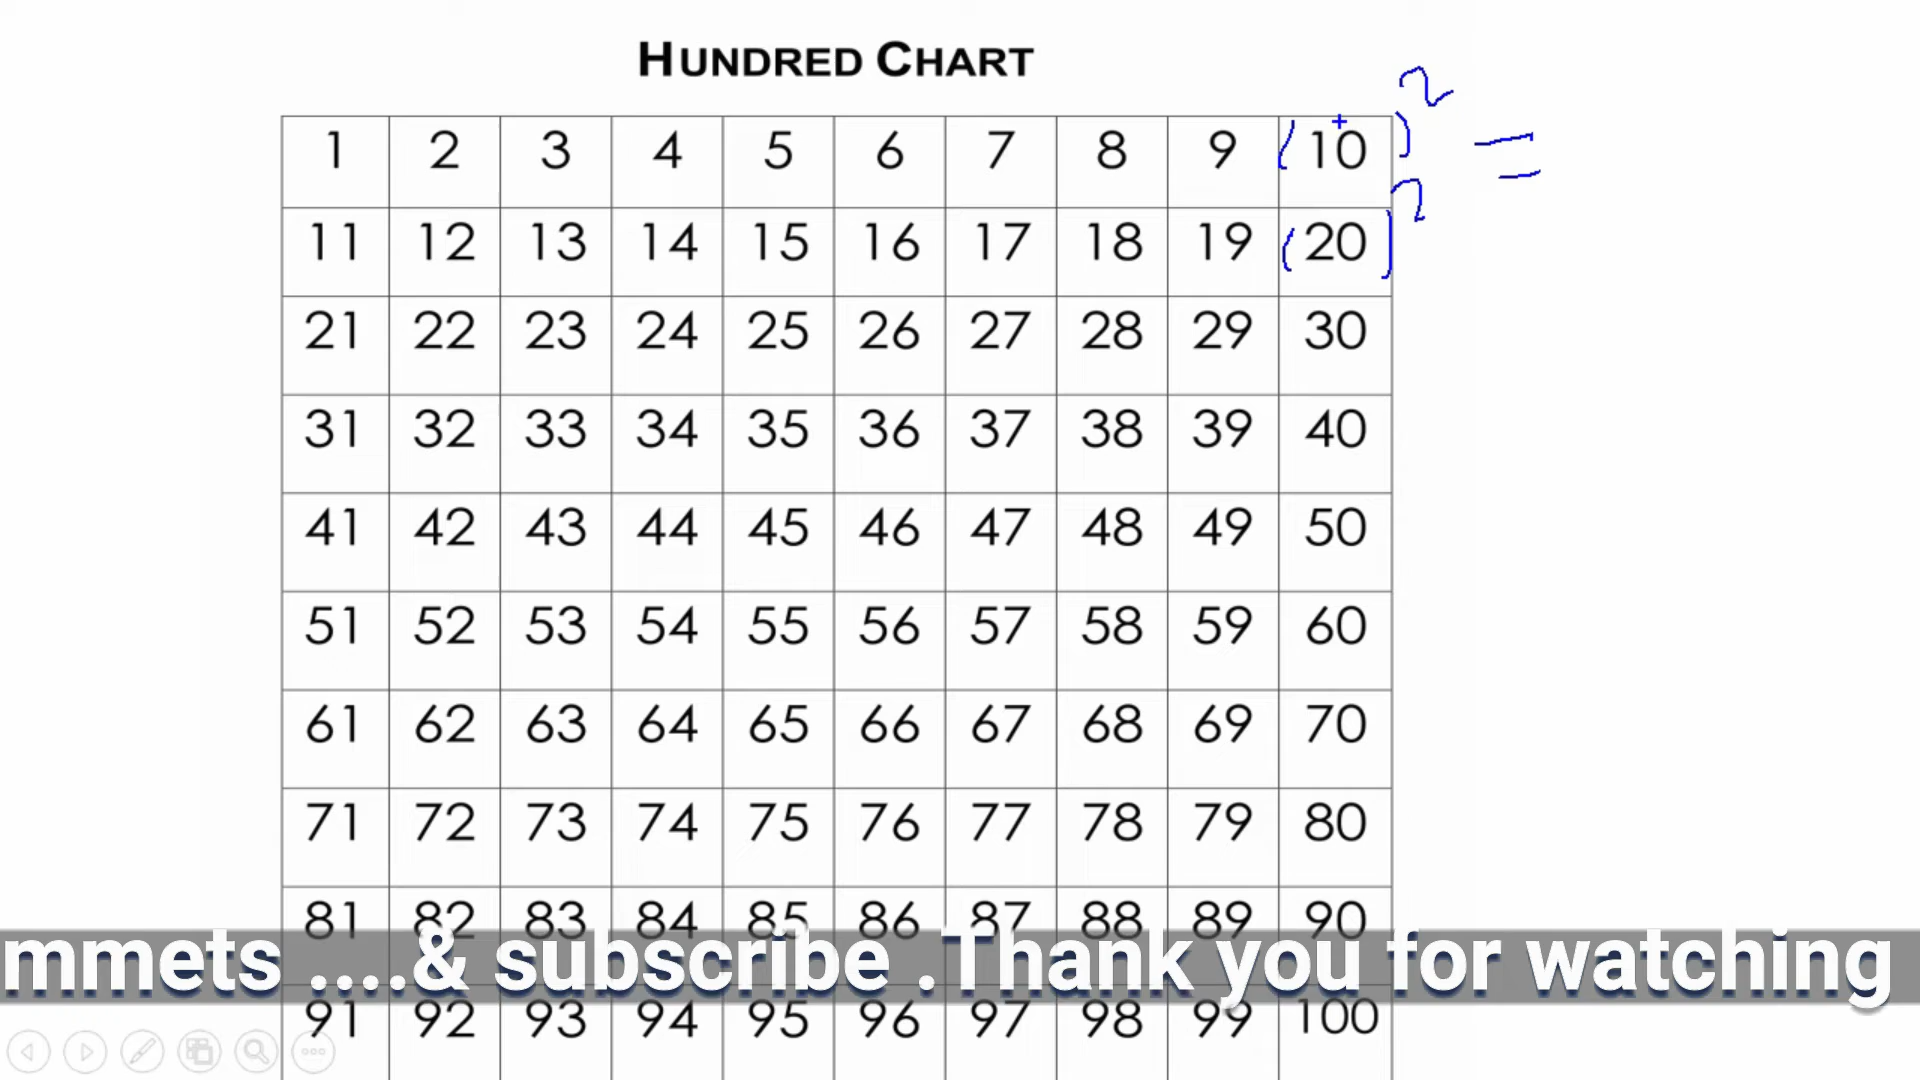 HUNDRED CHART
1 2 3 4 5 6 7 8 9 (10)2 =
11 12 13 14 15 16 17 18 19 (20)2
21 22 23 24 25 26 27 28 29 30
31 32 33 34 35 36 37 38 39 40
41 42 43 44 45 46 47 48 49 50
51 52 53 54 55 56 57 58 59 60
61 62 63 64 65 66 67 68 69 70
71 72 73 74 75 76 77 78 79 80
81 82 83 84 85 86 87 88 89 90
mmets ....& subscribe .Thank you for watching
91 92 93 94 95 96 97 98 99 100